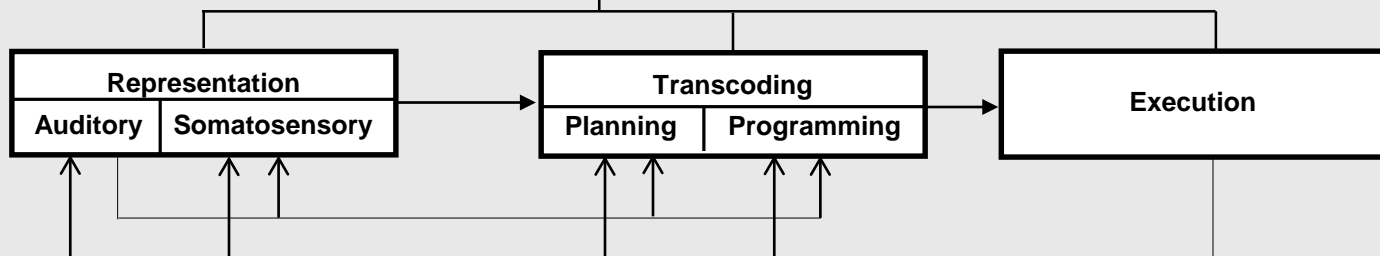 Representation
Auditory Somatosensory
Transcoding
Planning Programming
Execution